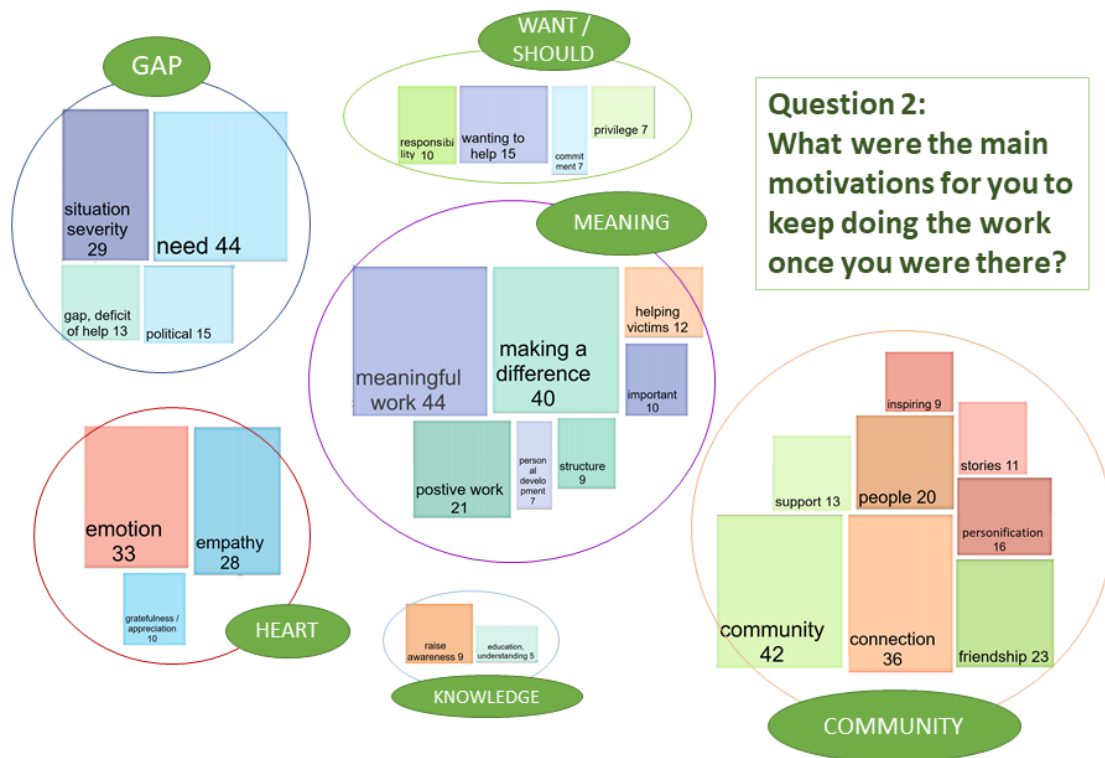 GAP
situation
severity
29
need 44
gap, deficit
of help 13
political 15
WANT /
SHOULD
responsibi
lity 10
wanting to
help 15
commit
ment 7
privilege 7
Question 2:
What were the main
motivations for you to
keep doing the work
once you were there?
MEANING
meaningful
work 44
making a
difference
40
helping
victims 12
important
10
postive work
21
person
al develo
pment
7
structure
9
HEART
emotion
33
empathy
28
gratefulness /
appreciation
10
KNOWLEDGE
raise
awareness 9
education,
understanding 5
COMMUNITY
inspiring 9
stories 11
support 13
people 20
personification
16
community
42
connection
36
friendship 23